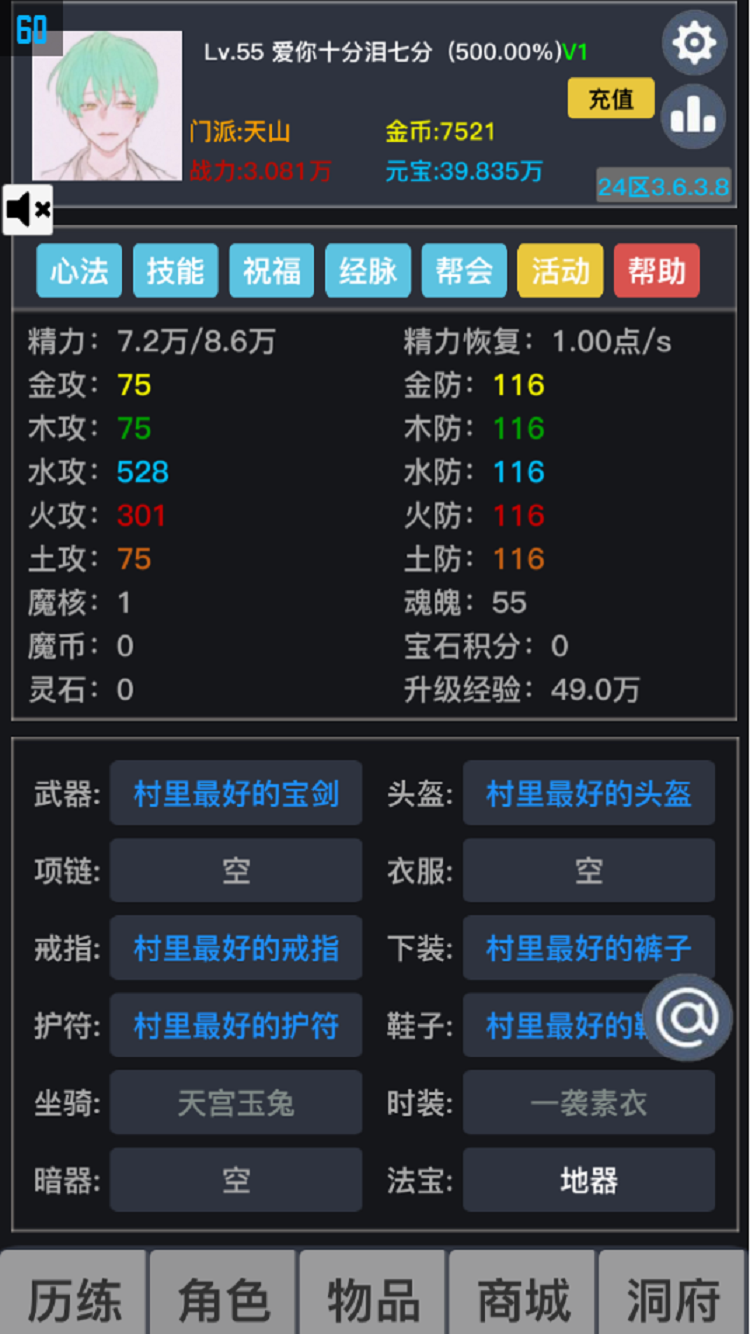 60
Lv.55 爱你十分泪七分 (500.00%)V1
充值
门派:天山 金币:7521
战力:3.081万 元宝:39.835万
24区3.6.3.8
心法 技能 祝福 经脉 帮会 活动 帮助
精力: 7.2万/8.6万 精力恢复: 1.00点/s
金攻: 75 金防: 116
木攻: 75 木防: 116
水攻: 528 水防: 116
火攻: 301 火防: 116
土攻: 75 土防: 116
魔核: 1 魂魄: 55
魔币: 0 宝石积分: 0
灵石: 0 升级经验: 49.0万
武器: 村里最好的宝剑 头盔: 村里最好的头盔
项链: 空 衣服: 空
戒指: 村里最好的戒指 下装: 村里最好的裤子
护符: 村里最好的护符 鞋子: 村里最好的
@
坐骑: 天宫玉兔 时装: 一袭素衣
暗器: 空 法宝: 地器
历练 角色 物品 商城 洞府